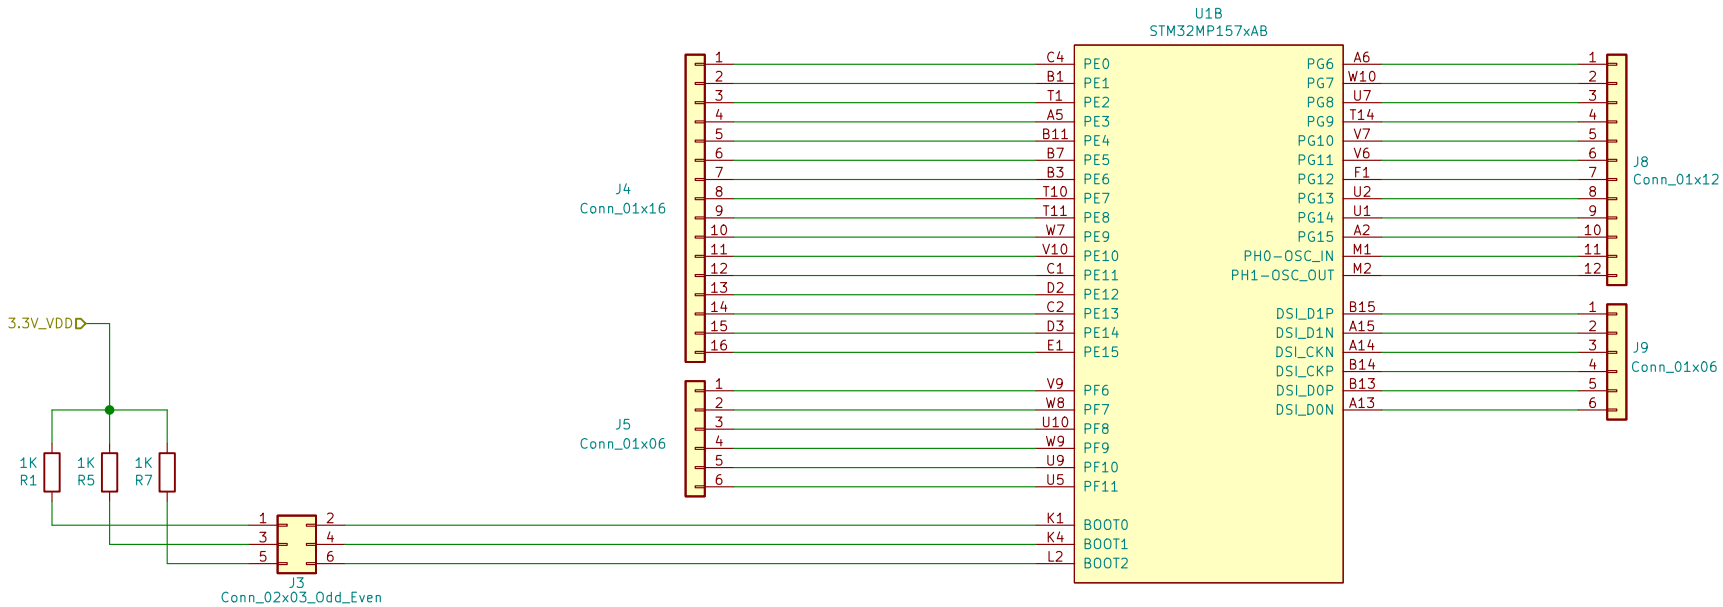 U1B
STM32MP157xAB
1 C4 PE0 PG6 A6 1
2 B1 PE1 PG7 W10 2
3 T1 PE2 PG8 U7 3
4 A5 PE3 PG9 T14 4
5 B11 PE4 PG10 V7 5
6 B7 PE5 PG11 V6 6
7 B3 PE6 PG12 F1 7
8 T10 PE7 PG13 U2 8
9 T11 PE8 PG14 U1 9
10 W7 PE9 PG15 A2 10
11 V10 PE10 PH0-OSC_IN M1 11
12 C1 PE11 PH1-OSC_OUT M2 12
13 D2 PE12
14 C2 PE13 DSI_D1P B15 1
15 D3 PE14 DSI_D1N A15 2
16 E1 PE15 DSI_CKN A14 3
DSI_CKP B14 4
1 V9 PF6 DSI_D0P B13 5
2 W8 PF7 DSI_D0N A13 6
3 U10 PF8
4 W9 PF9
5 U9 PF10
6 U5 PF11
J4
Conn_01x16
J8
Conn_01x12
J9
Conn_01x06
J5
Conn_01x06
3.3V_VDD
1K 1K 1K
R1 R5 R7
1 2 K1 BOOT0
3 4 K4 BOOT1
5 6 L2 BOOT2
J3
Conn_02x03_Odd_Even